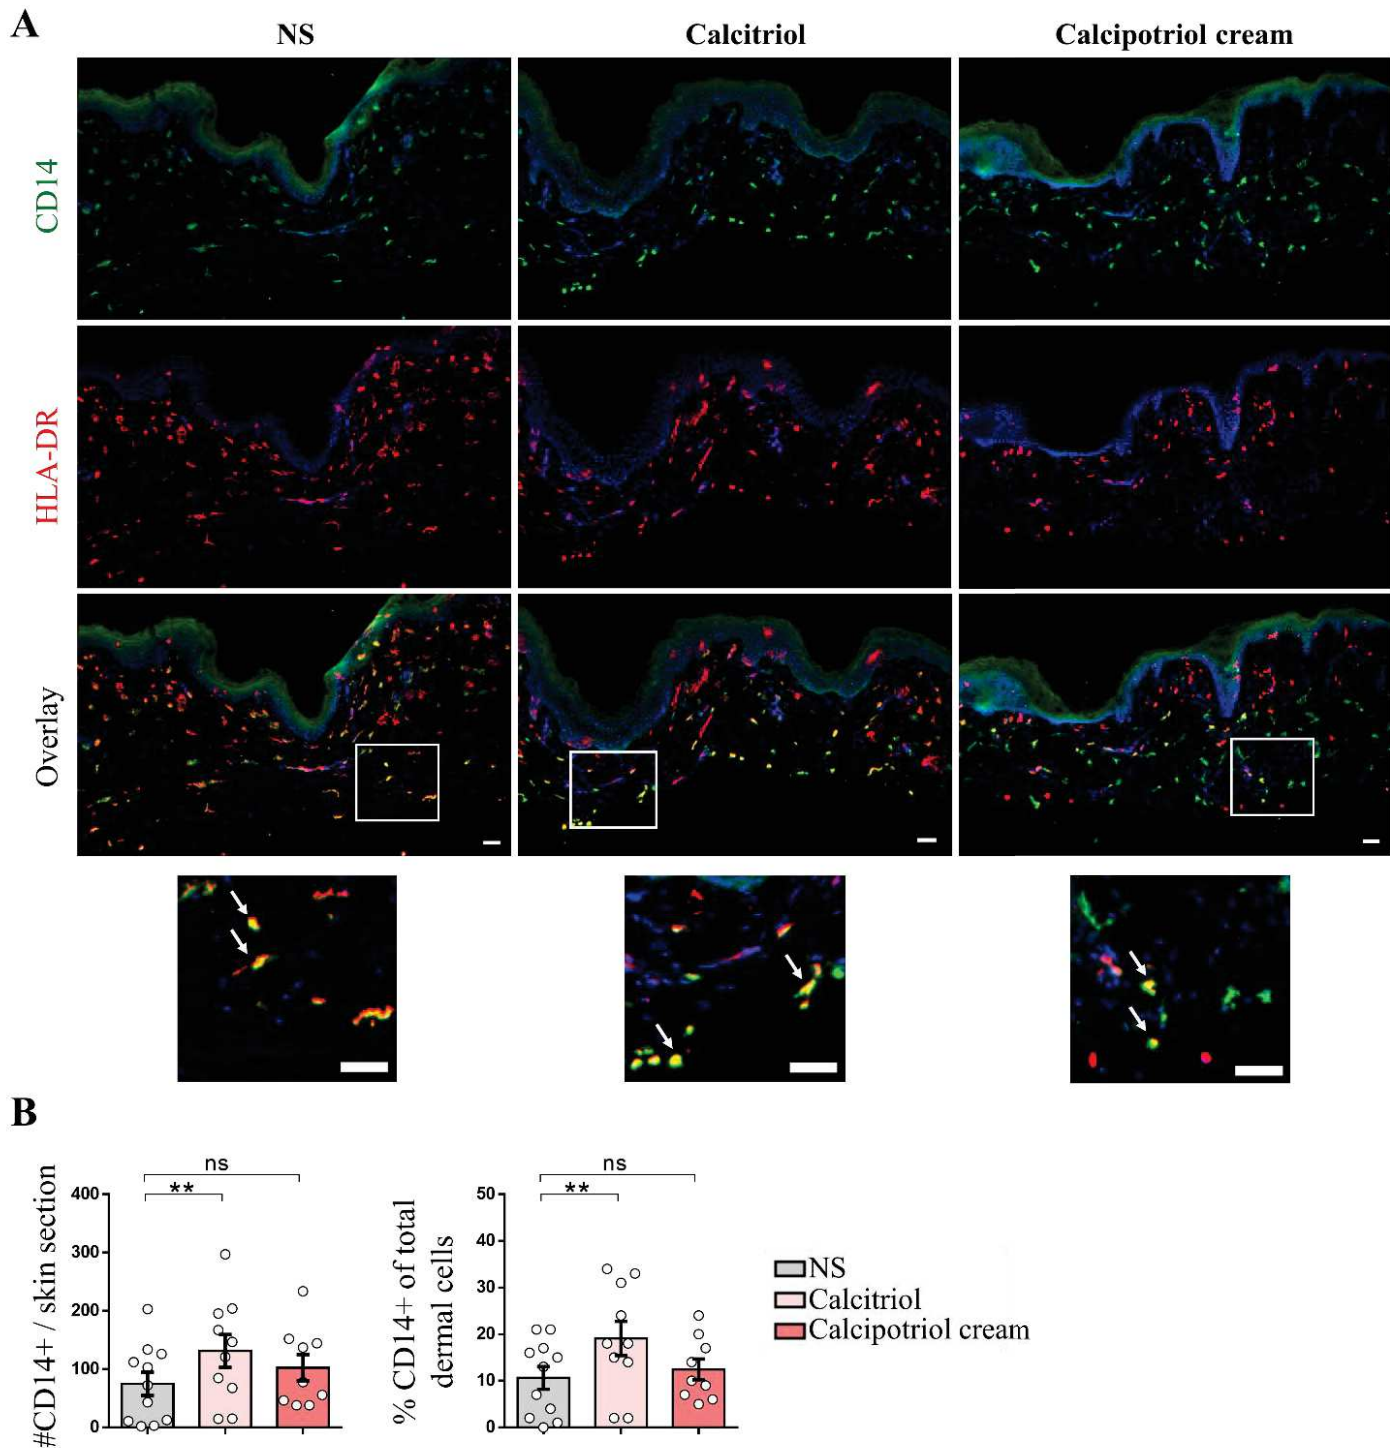 A
NS
Calcitriol
Calcipotriol cream
CD14
HLA-DR
Overlay
B
#CD14+ / skin section
400
300
200
100
0
ns
**
% CD14+ of total
dermal cells
50
40
30
20
10
0
ns
**
NS
Calcitriol
Calcipotriol cream